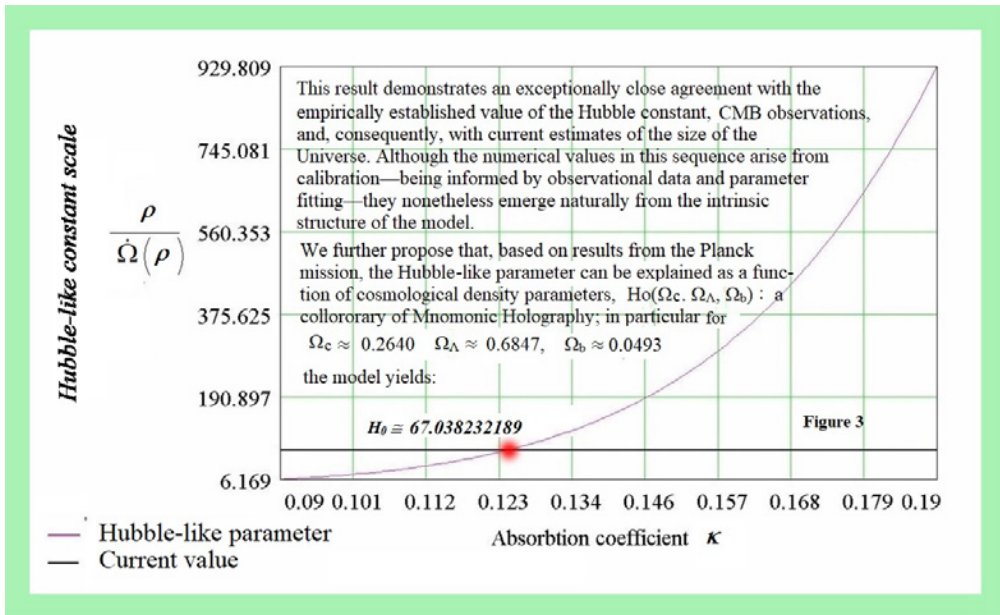 929.809
745.081
560.353
375.625
190.897
6.169
Hubble-like constant scale
ρ
Ω̇(ρ)
This result demonstrates an exceptionally close agreement with the
empirically established value of the Hubble constant, CMB observations,
and, consequently, with current estimates of the size of the
Universe. Although the numerical values in this sequence arise from
calibration—being informed by observational data and parameter
fitting—they nonetheless emerge naturally from the intrinsic
structure of the model.
We further propose that, based on results from the Planck
mission, the Hubble-like parameter can be explained as a func-
tion of cosmological density parameters, Ho(Ωc. ΩΛ, Ωb) : a
collororary of Mnomonic Holography; in particular for
Ωc ≈ 0.2640 ΩΛ ≈ 0.6847, Ωb ≈ 0.0493
the model yields:
H0 ≅ 67.038232189
Figure 3
0.09 0.101 0.112 0.123 0.134 0.146 0.157 0.168 0.179 0.19
Absorbtion coefficient κ
Hubble-like parameter
Current value